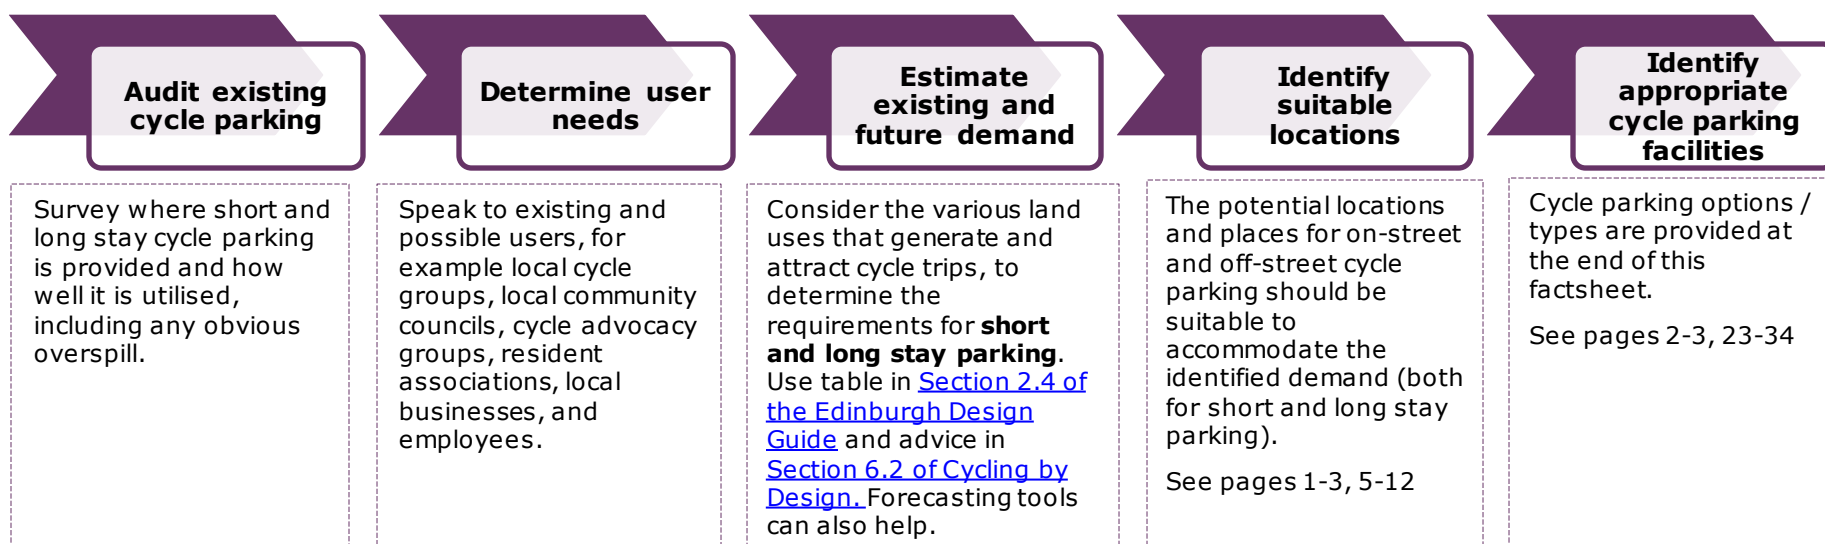 Audit existing
cycle parking
Survey where short and
long stay cycle parking
is provided and how
well it is utilised,
including any obvious
overspill.
Determine user
needs
Speak to existing and
possible users, for
example local cycle
groups, local community
councils, cycle advocacy
groups, resident
associations, local
businesses, and
employees.
Estimate
existing and
future demand
Consider the various land
uses that generate and
attract cycle trips, to
determine the
requirements for short
and long stay parking.
Use table in Section 2.4 of
the Edinburgh Design
Guide and advice in
Section 6.2 of Cycling by
Design. Forecasting tools
can also help.
Identify
suitable
locations
The potential locations
and places for on-street
and off-street cycle
parking should be
suitable to
accommodate the
identified demand (both
for short and long stay
parking).
See pages 1-3, 5-12
Identify
appropriate
cycle parking
facilities
Cycle parking options /
types are provided at
the end of this
factsheet.
See pages 2-3, 23-34